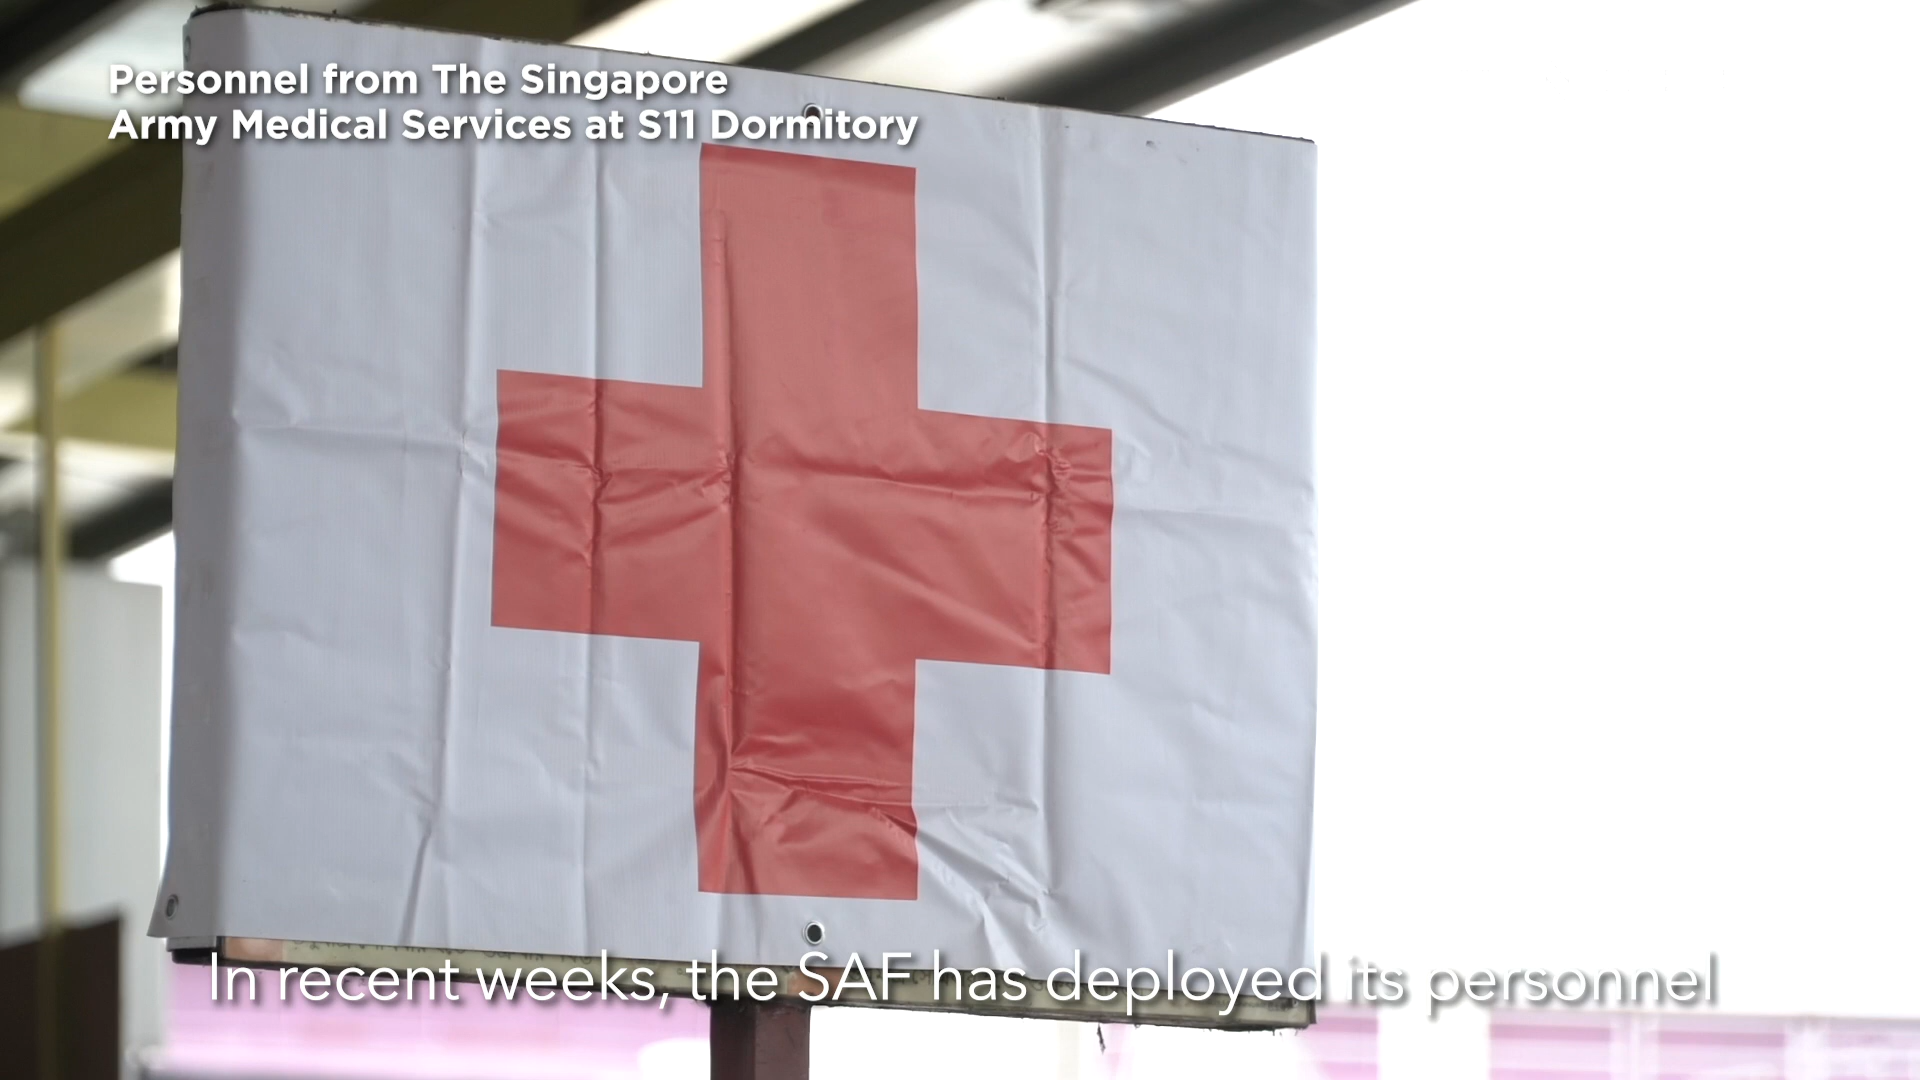 Personnel from The Singapore
Army Medical Services at S11 Dormitory
In recent weeks, the SAF has deployed its personnel